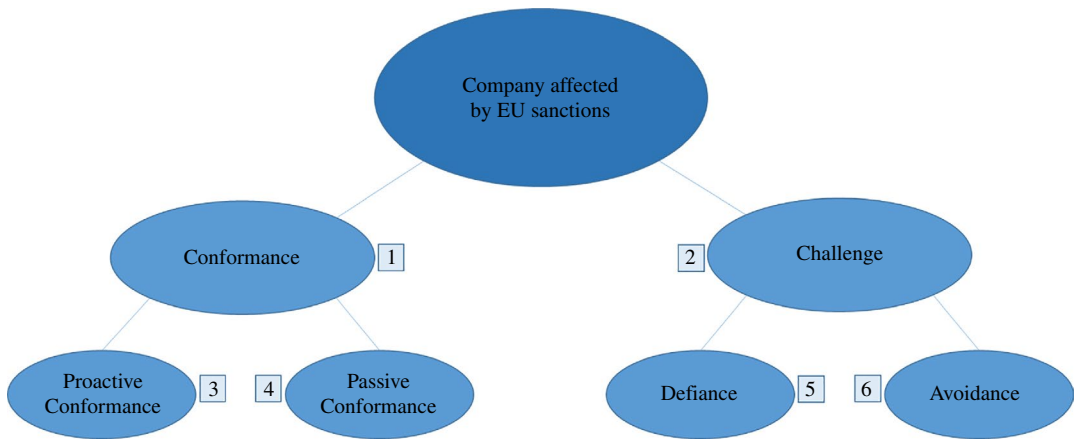 Company affected
by EU sanctions
Conformance
1
2
Challenge
Proactive
Conformance
3
4
Passive
Conformance
Defiance
5
6
Avoidance